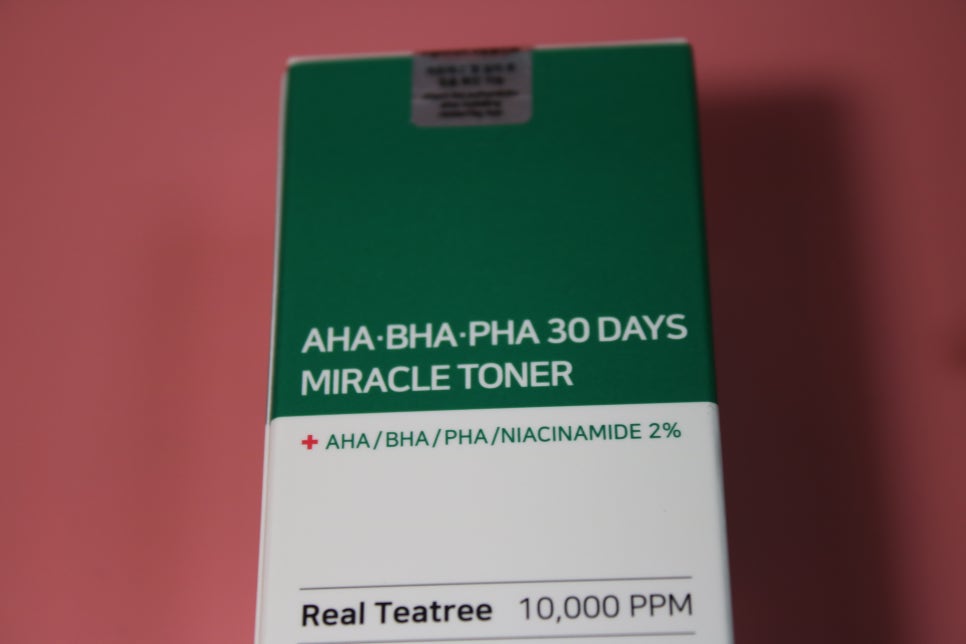 AHA·BHA·PHA 30 DAYS
MIRACLE TONER
+ AHA/BHA/PHA/NIACINAMIDE 2%
Real Teatree 10,000 PPM